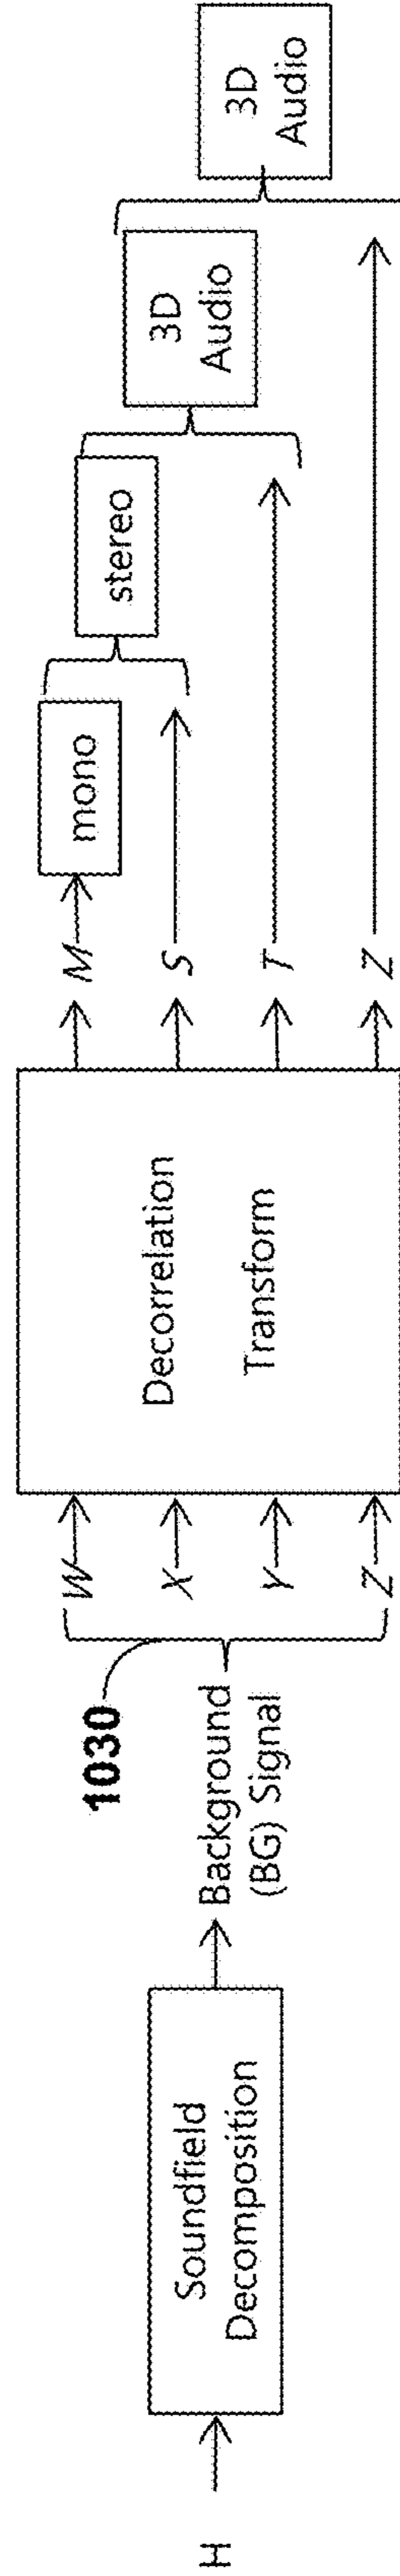 H
Soundfield
Decomposition
Background
(BG) Signal
1030
W
X
Y
Z
Decorrelation
Transform
M
S
T
Z
mono
stereo
3D
Audio
3D
Audio